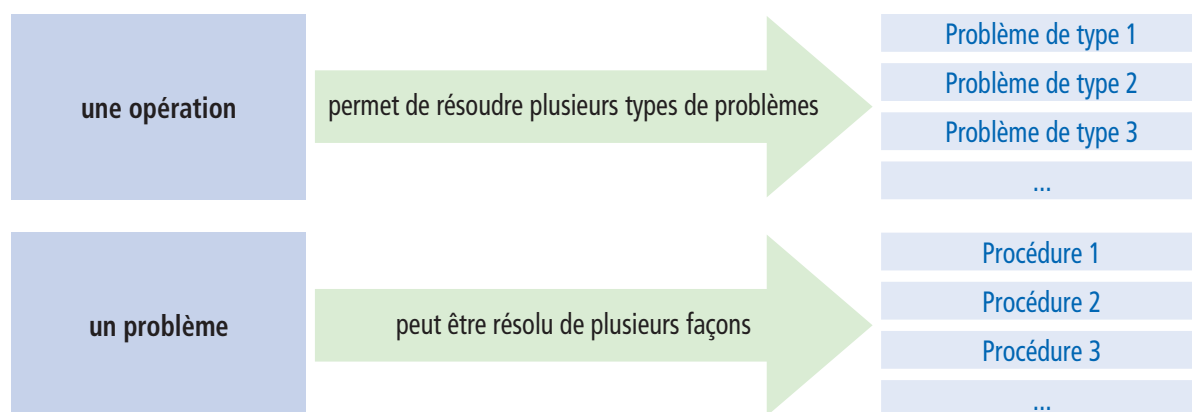 une opération
permet de résoudre plusieurs types de problèmes
Problème de type 1
Problème de type 2
Problème de type 3
...
un problème
peut être résolu de plusieurs façons
Procédure 1
Procédure 2
Procédure 3
...